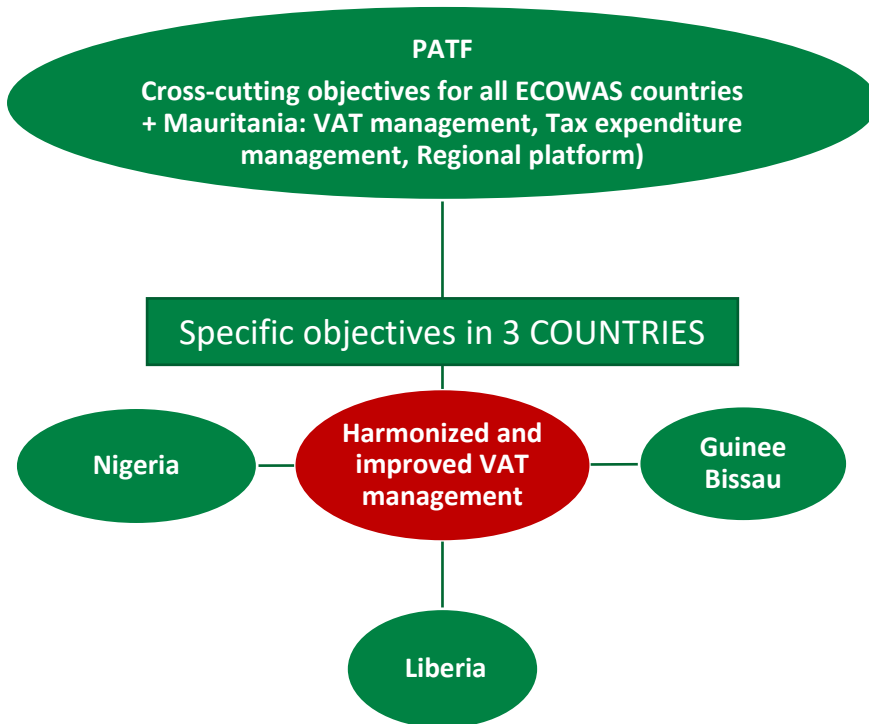 PATF
Cross-cutting objectives for all ECOWAS countries
+ Mauritania: VAT management, Tax expenditure
management, Regional platform)
Specific objectives in 3 COUNTRIES
Harmonized and
improved VAT
management
Nigeria
Guinee
Bissau
Liberia